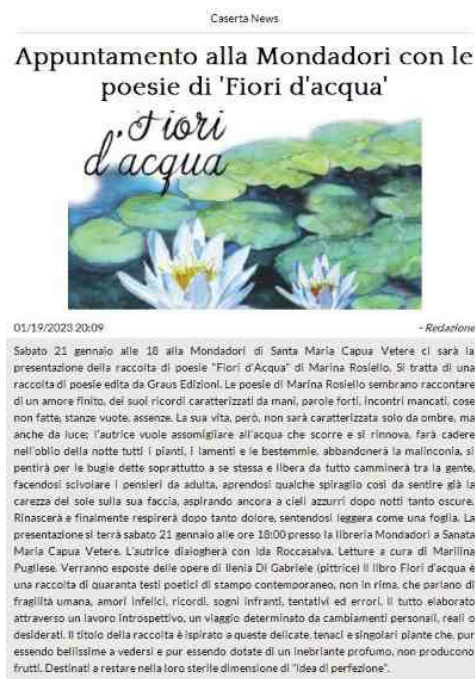 Caserta News
Appuntamento alla Mondadori con le
poesie di 'Fiori d'acqua'
Fiori
d'acqua
01/19/2023 20:09 - Redazione
Sabato 21 gennaio alle 18 alla Mondadori di Santa Maria Capua Vetere ci sarà la
presentazione della raccolta di poesie "Fiori d'Acqua" di Marina Rosiello. Si tratta di una
raccolta di poesie edita da Graus Edizioni. Le poesie di Marina Rosiello sembrano raccontare
di un amore finito, dei suoi ricordi caratterizzati da mani, parole forti, incontri mancati, cose
non fatte, stanze vuote, assenze. La sua vita, però, non sarà caratterizzata solo da ombre, ma
anche da luce; l'autrice vuole assomigliare all'acqua che scorre e si rinnova, farà cadere
nell'oblio della notte tutti i pianti, i lamenti e le bestemmie, abbandonerà la malinconia, si
pentirà per le bugie dette soprattutto a se stessa e libera da tutto camminerà tra la gente,
facendosi scivolare i pensieri da adulta, aprendosi qualche spiraglio così da sentire già la
carezza del sole sulla sua faccia, aspirando ancora a cieli azzurri dopo notti tanto oscure.
Rinascerà e finalmente respirerà dopo tanto dolore, sentendosi leggera come una foglia. La
presentazione si terrà sabato 21 gennaio alle ore 18:00 presso la libreria Mondadori a Sanata
Maria Capua Vetere. L'autrice dialogherà con Ida Roccasalva. Letture a cura di Marilina
Pugliese. Verranno esposte delle opere di Ilenia Di Gabriele (pittrice) Il libro Fiori d'acqua è
una raccolta di quaranta testi poetici di stampo contemporaneo, non in rima, che parlano di
fragilità umana, amori infelici, ricordi, sogni infranti, tentativi ed errori. Il tutto elaborato
attraverso un lavoro introspettivo, un viaggio determinato da cambiamenti personali, reali o
desiderati. Il titolo della raccolta è ispirato a queste delicate, tenaci e singolari piante che, pur
essendo bellissime a vedersi e pur essendo dotate di un inebriante profumo, non producono
frutti. Destinati a restare nella loro sterile dimensione di "idea di perfezione".